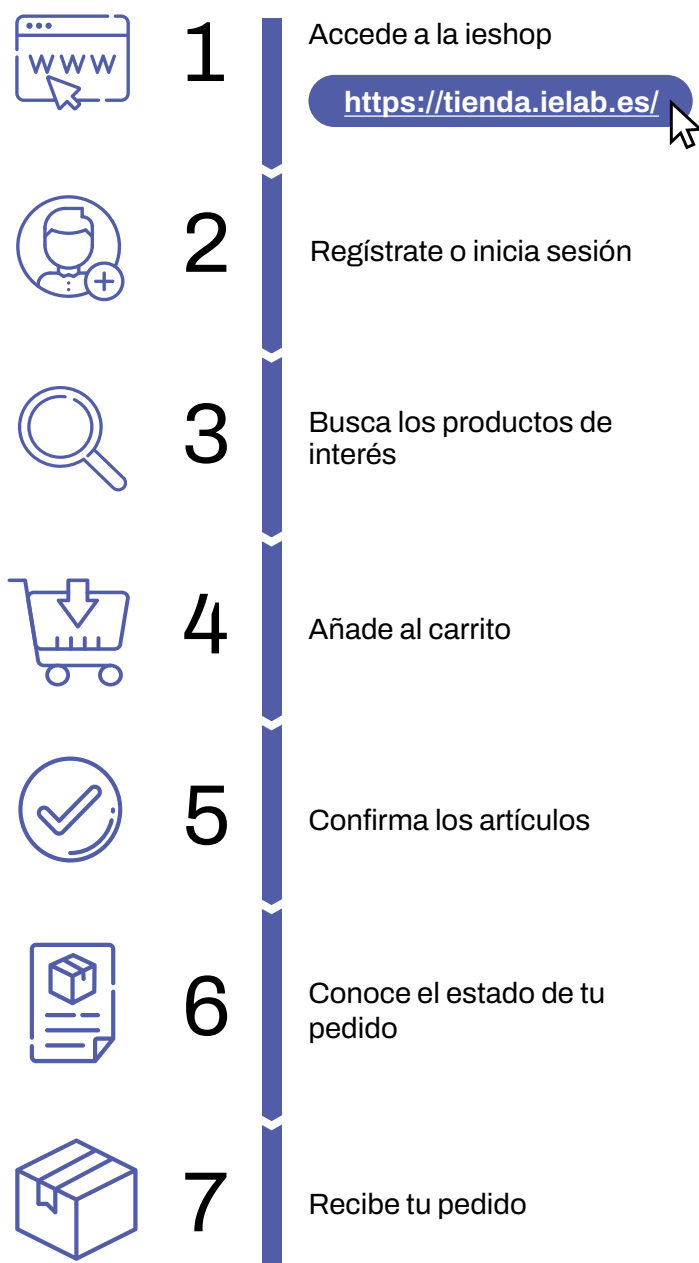 WWW
1
Accede a la ieshop
https://tienda.ielab.es/
2
Regístrate o inicia sesión
3
Busca los productos de
interés
4
Añade al carrito
5
Confirma los artículos
6
Conoce el estado de tu
pedido
7
Recibe tu pedido